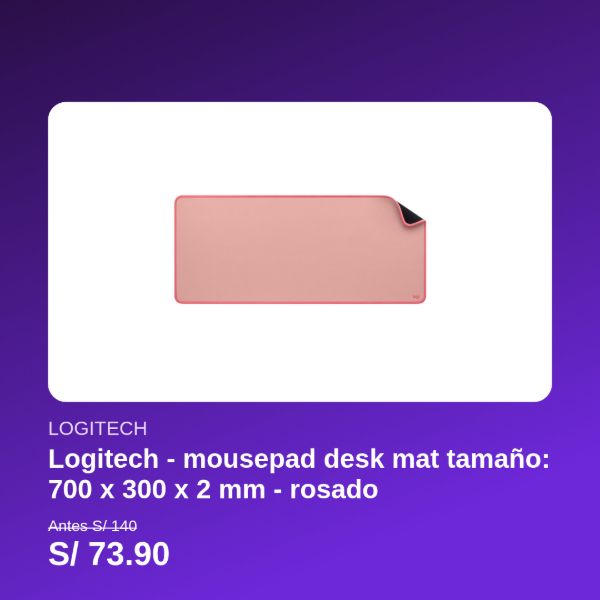 LOGITECH
Logitech - mousepad desk mat tamaño:
700 x 300 x 2 mm - rosado
Antes S/ 140
S/ 73.90